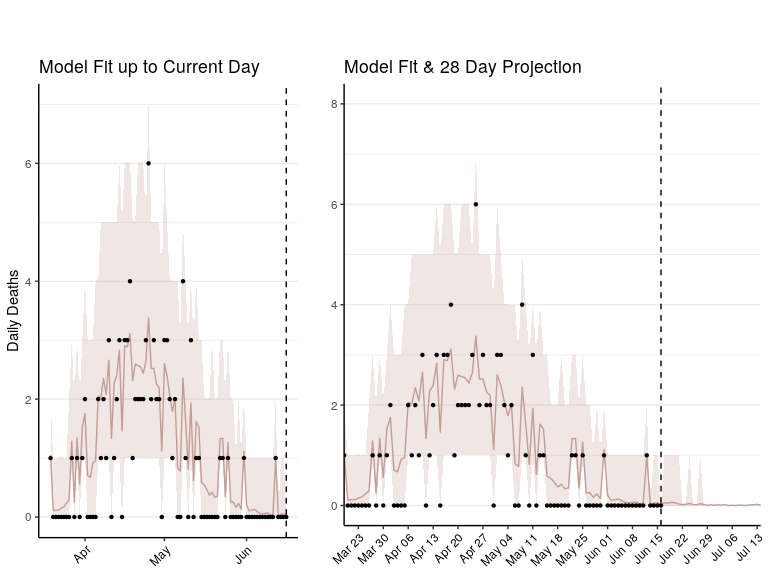 Model Fit up to Current Day
Daily Deaths
6
4
2
0
Apr
May
Jun
Model Fit & 28 Day Projection
8
6
4
2
0
Mar 23
Mar 30
Apr 06
Apr 13
Apr 20
Apr 27
May 04
May 11
May 18
May 25
Jun 01
Jun 08
Jun 15
Jun 22
Jun 29
Jul 06
Jul 13